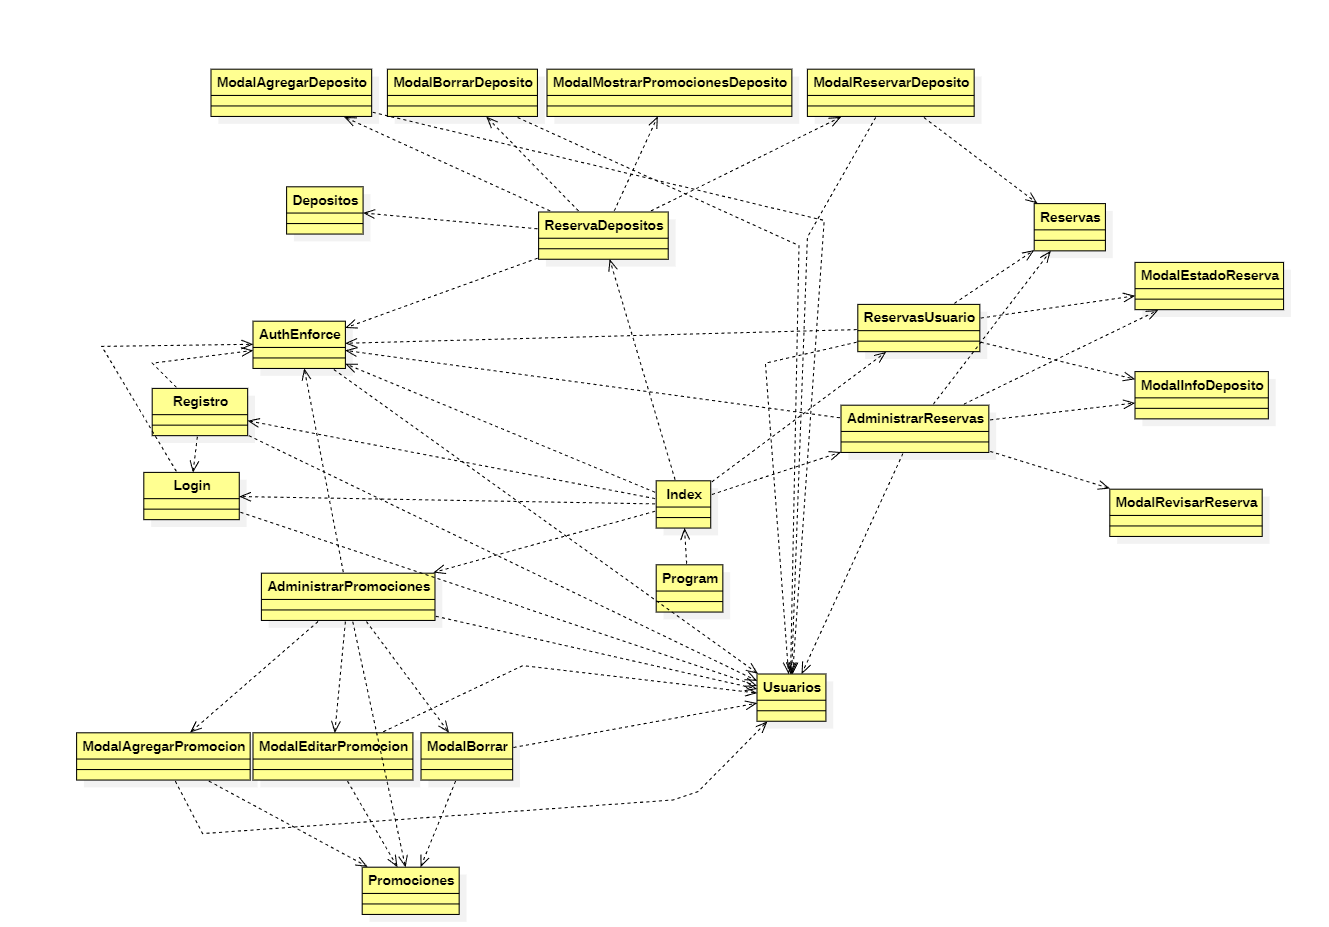 ModalAgregarDeposito
ModalBorrarDeposito
ModalMostrarPromocionesDeposito
ModalReservarDeposito
Depositos
ReservaDepositos
Reservas
ModalEstadoReserva
AuthEnforce
ReservasUsuario
Registro
ModalInfoDeposito
AdministrarReservas
Login
Index
ModalRevisarReserva
AdministrarPromociones
Program
Usuarios
ModalAgregarPromocion
ModalEditarPromocion
ModalBorrar
Promociones